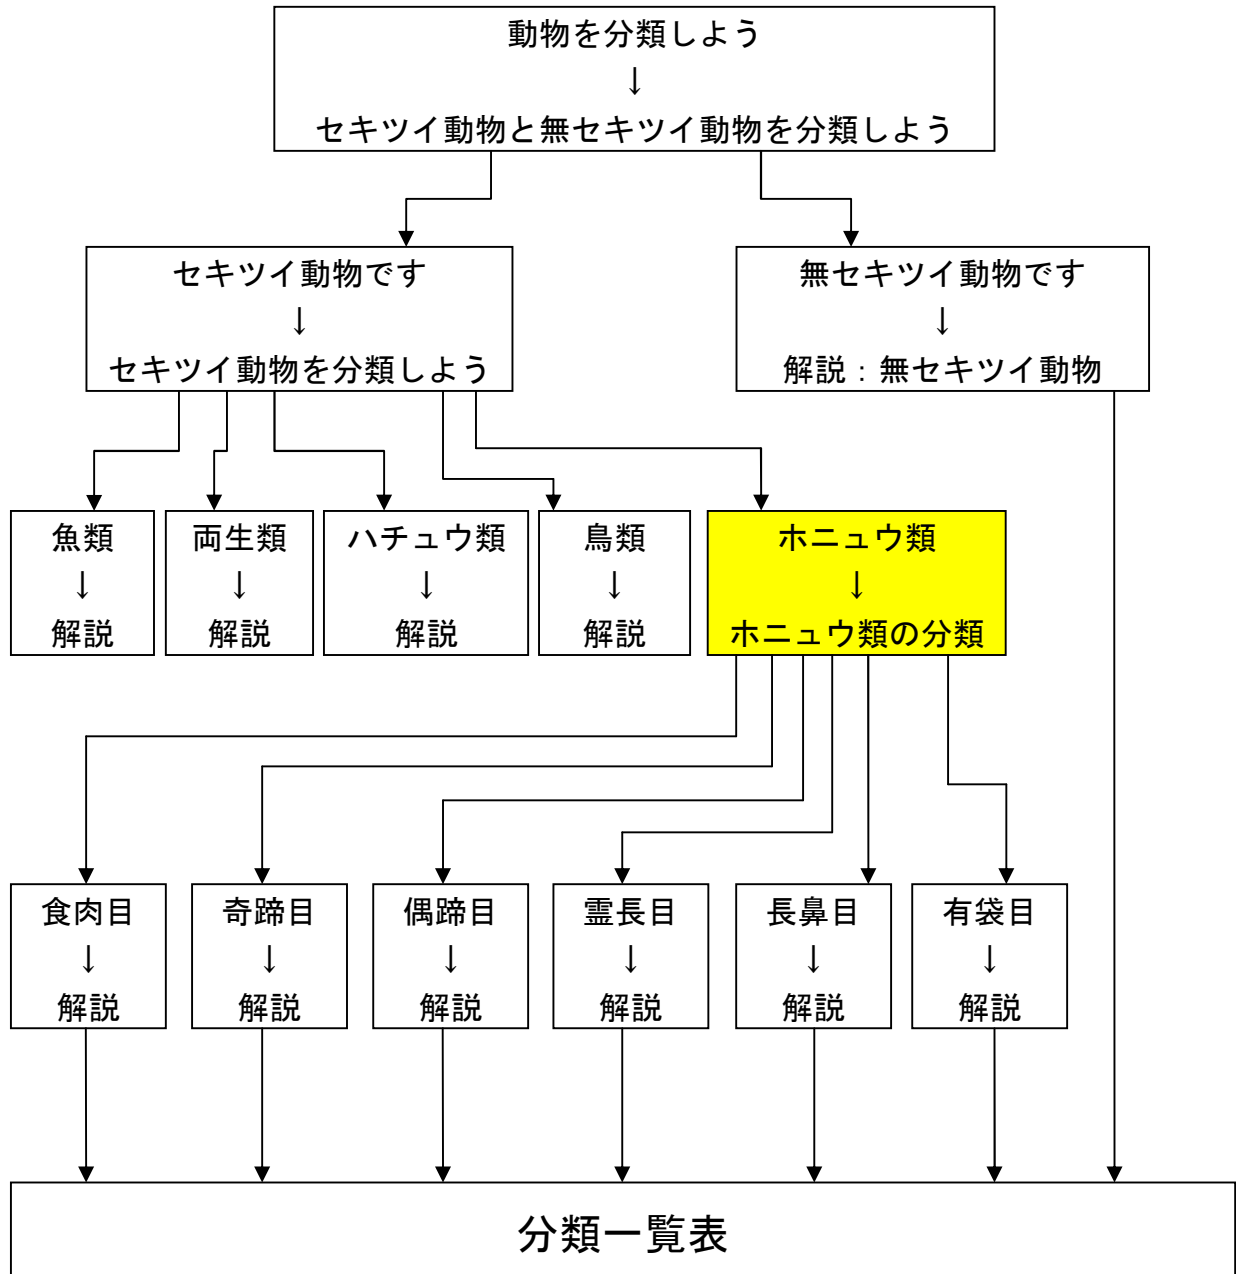 動物を分類しよう
↓
セキツイ動物と無セキツイ動物を分類しよう
セキツイ動物です
↓
セキツイ動物を分類しよう
無セキツイ動物です
↓
解説：無セキツイ動物
魚類
↓
解説
両生類
↓
解説
ハチュウ類
↓
解説
鳥類
↓
解説
ホニュウ類
↓
ホニュウ類の分類
食肉目
↓
解説
奇蹄目
↓
解説
偶蹄目
↓
解説
霊長目
↓
解説
長鼻目
↓
解説
有袋目
↓
解説
分類一覧表